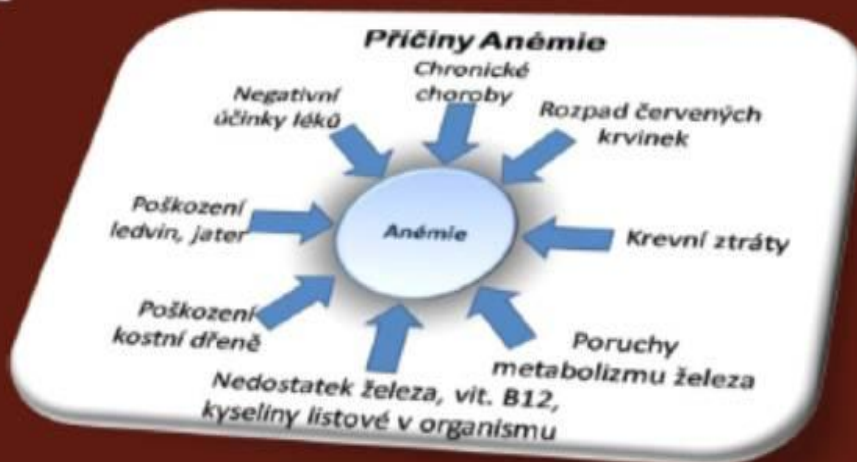 Příčiny Anémie
Chronické
choroby
Negativní
účinky léků
Rozpad červených
krvinek
Poškození
ledvin, jater
Anémie
Krevní ztráty
Poškození
kostní dřeně
Poruchy
metabolizmu železa
Nedostatek železa, vit. B12,
kyseliny listové v organismu